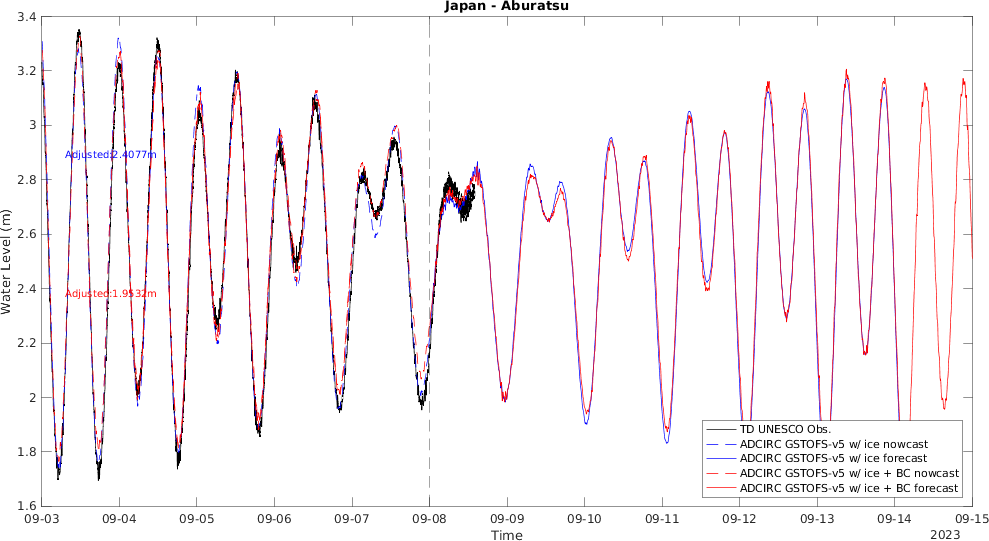 Japan - Aburatsu
3.4
3.2
3
2.8
2.6
2.4
2.2
2
1.8
1.6
Water Level (m)
Adjusted:2.4077m
Adjusted:1.9532m
TD UNESCO Obs.
ADCIRC GSTOFS-v5 w/ ice nowcast
ADCIRC GSTOFS-v5 w/ ice forecast
ADCIRC GSTOFS-v5 w/ ice + BC nowcast
ADCIRC GSTOFS-v5 w/ ice + BC forecast
09-03 09-04 09-05 09-06 09-07 09-08 09-09 09-10 09-11 09-12 09-13 09-14 09-15
Time
2023